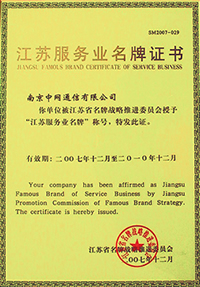 SM2007-029
江苏服务业名牌证书
JIANGSU FAMOUS BRAND CERTIFICATE OF SERVICE BUSINESS
南京中网通信有限公司
你单位被江苏省名牌战略推进委员会授予
“江苏服务业名牌”称号，特发此证。
有效期：二00七年十二月至二0一0年十二月
Your company has been affirmed as Jiangsu
Famous Brand of Service Business by Jiangsu
Promotion Commission of Famous Brand Strategy.
The certificate is hereby issued.
江苏省名牌战略推进委员会
二00七年十二月